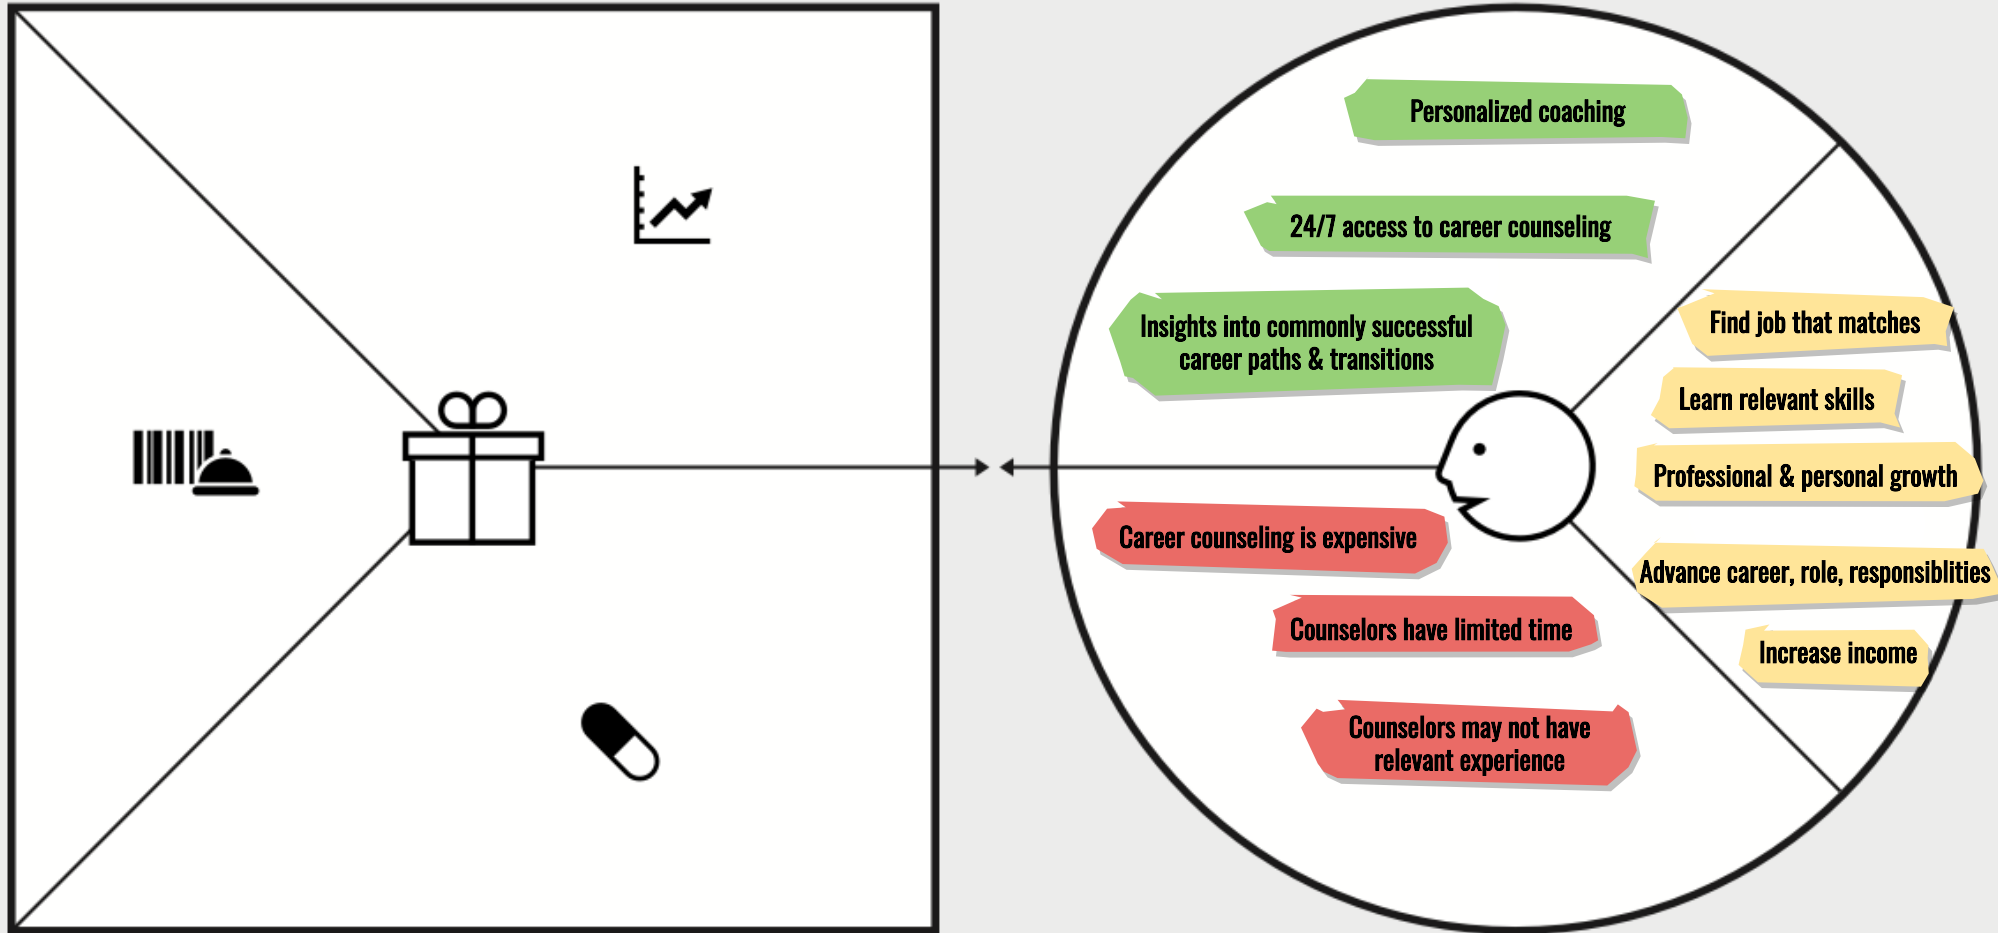 Personalized coaching
24/7 access to career counseling
Insights into commonly successful
career paths & transitions
Find job that matches
Learn relevant skills
Professional & personal growth
Advance career, role, responsiblities
Increase income
Career counseling is expensive
Counselors have limited time
Counselors may not have
relevant experience